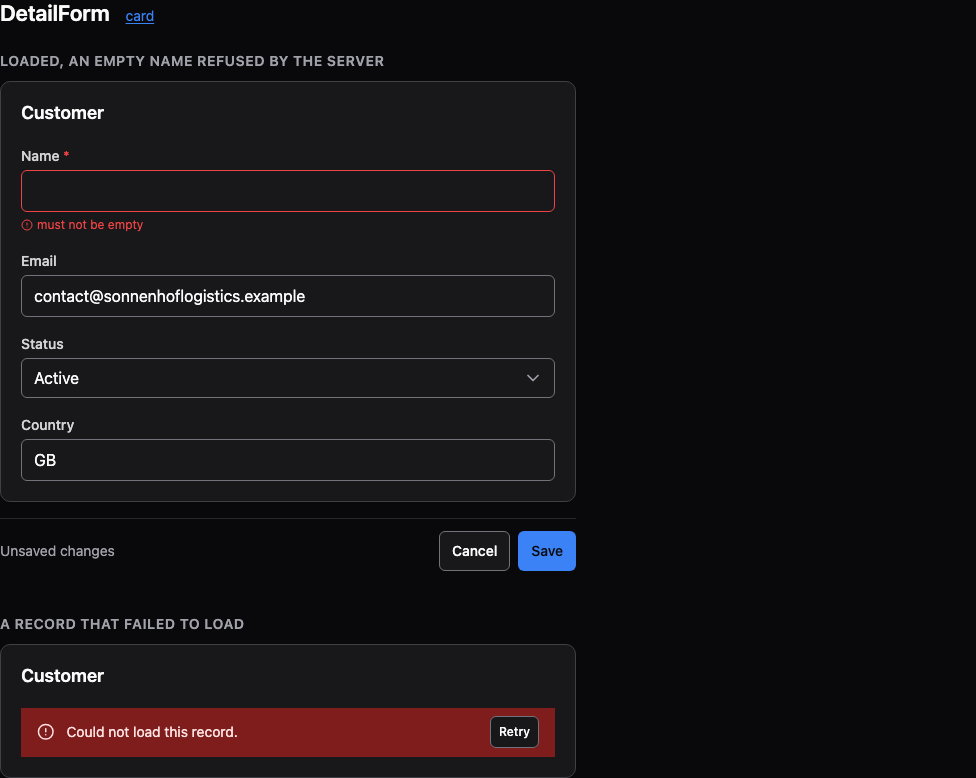 DetailForm card
LOADED, AN EMPTY NAME REFUSED BY THE SERVER
Customer
Name *
must not be empty
Email
contact@sonnenhoflogistics.example
Status
Active
Country
GB
Unsaved changes Cancel Save
A RECORD THAT FAILED TO LOAD
Customer
Could not load this record. Retry